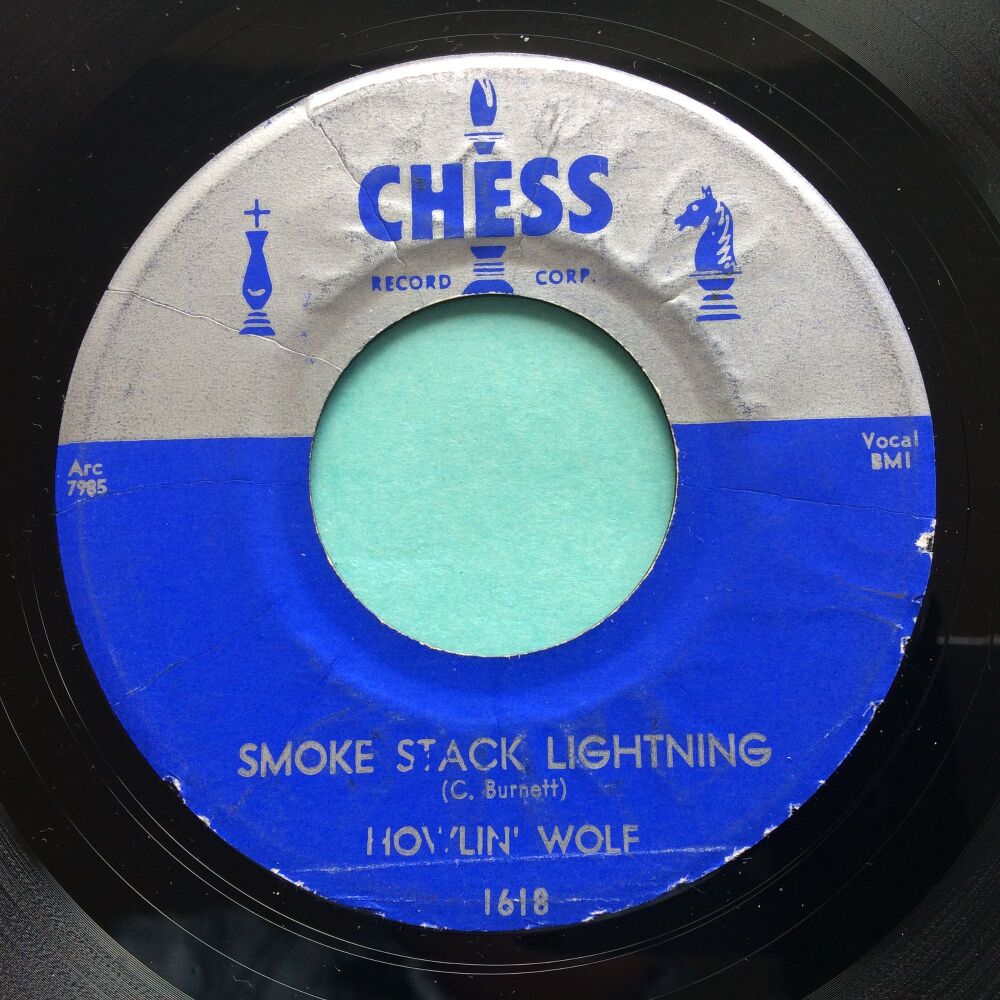 CHESS
RECORD CORP.
Arc
7985
Vocal
BMI
SMOKE STACK LIGHTNING
(C. Burnett)
HOWLIN' WOLF
1618